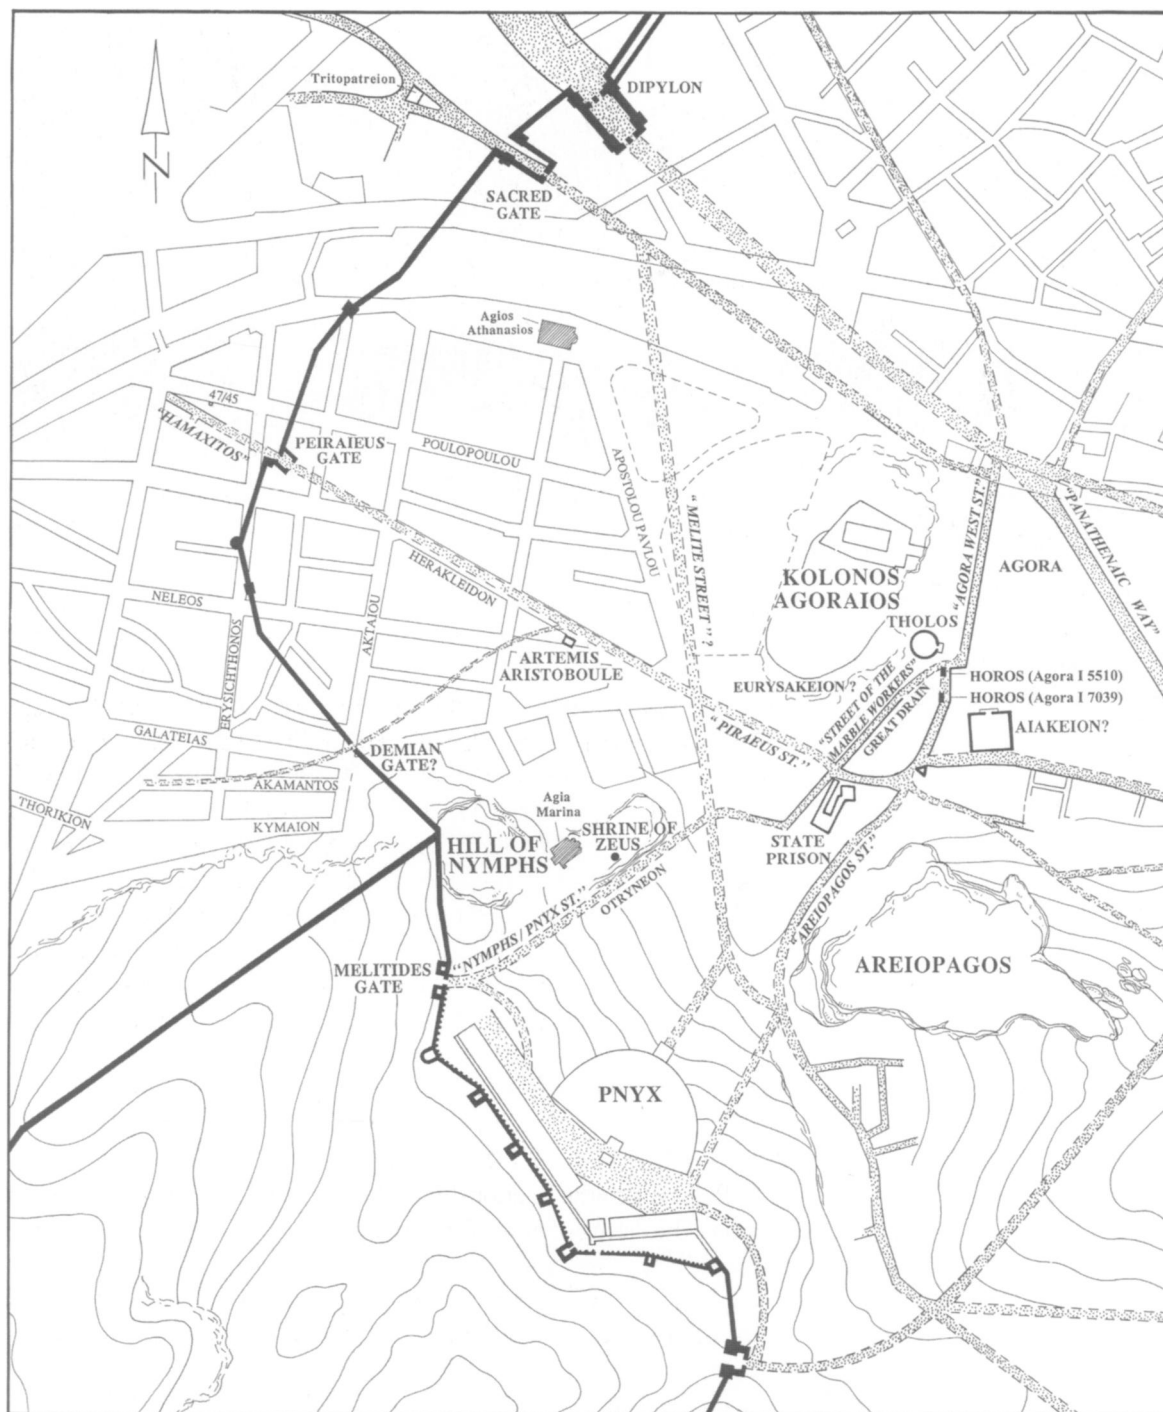 Tritopatreion
DIPYLON
N
SACRED
GATE
Agios
Athanasios
47/45
"HAMAXITOS"
PEIRAIEUS
GATE
POULOPOULOU
APOSTOLOU PAVLOU
"MELITE STREET"?
"AGORA WEST ST."
"PANATHENAIC WAY"
AGORA
HERAKLEIDON
KOLONOS
AGORAIOS
THOLOS
NELEOS
ERYSICHTHONOS
AKTAIOU
ARTEMIS
ARISTOBOULE
EURYSAKEION ?
"STREET OF THE
MARBLE WORKERS"
GREAT DRAIN
HOROS (Agora I 5510)
HOROS (Agora I 7039)
AIAKEION?
"PIRAEUS ST."
GALATEIAS
DEMIAN
GATE?
AKAMANTOS
THORIKION
KYMAION
Agia
Marina
HILL OF
NYMPHS
SHRINE OF
ZEUS
STATE
PRISON
OTRYNEON
"NYMPHS / PNYX ST."
"AREIOPAGOS ST."
MELITIDES
GATE
AREIOPAGOS
PNYX